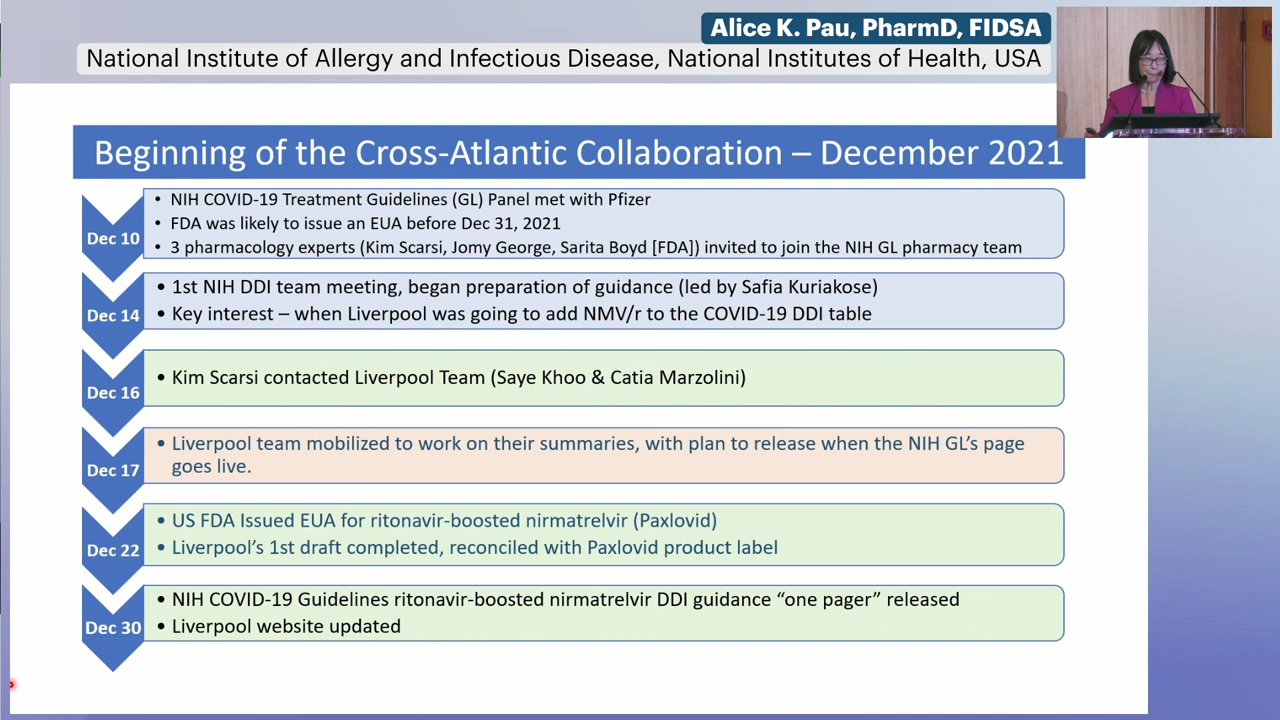 Alice K. Pau, PharmD, FIDSA
National Institute of Allergy and Infectious Disease, National Institutes of Health, USA
Beginning of the Cross-Atlantic Collaboration – December 2021
Dec 10
• NIH COVID-19 Treatment Guidelines (GL) Panel met with Pfizer
• FDA was likely to issue an EUA before Dec 31, 2021
• 3 pharmacology experts (Kim Scarsi, Jomy George, Sarita Boyd [FDA]) invited to join the NIH GL pharmacy team
Dec 14
• 1st NIH DDI team meeting, began preparation of guidance (led by Safia Kuriakose)
• Key interest – when Liverpool was going to add NMV/r to the COVID-19 DDI table
Dec 16
• Kim Scarsi contacted Liverpool Team (Saye Khoo & Catia Marzolini)
Dec 17
• Liverpool team mobilized to work on their summaries, with plan to release when the NIH GL’s page
goes live.
Dec 22
• US FDA Issued EUA for ritonavir-boosted nirmatrelvir (Paxlovid)
• Liverpool’s 1st draft completed, reconciled with Paxlovid product label
Dec 30
• NIH COVID-19 Guidelines ritonavir-boosted nirmatrelvir DDI guidance “one pager” released
• Liverpool website updated